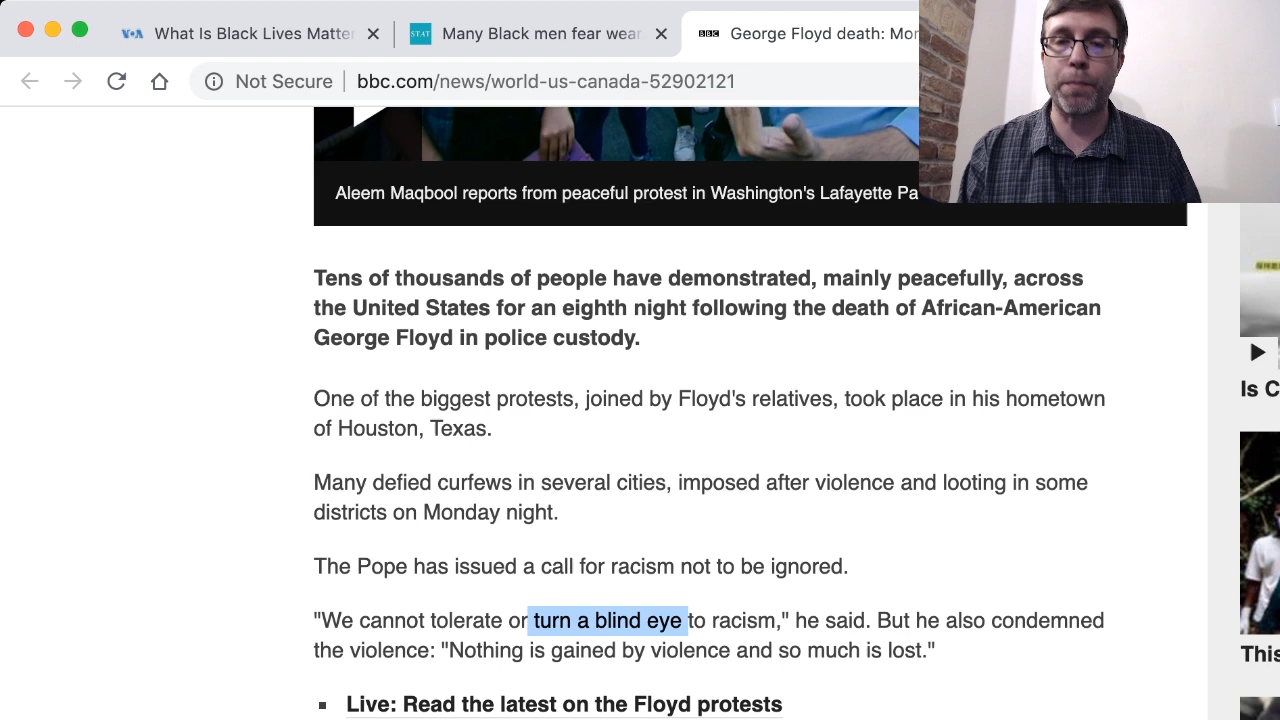 What Is Black Lives Matter
STAT Many Black men fear wear
BBC George Floyd death: Mor
Not Secure bbc.com/news/world-us-canada-52902121
Aleem Maqbool reports from peaceful protest in Washington's Lafayette Pa
Tens of thousands of people have demonstrated, mainly peacefully, across
the United States for an eighth night following the death of African-American
George Floyd in police custody.
One of the biggest protests, joined by Floyd's relatives, took place in his hometown
of Houston, Texas.
Many defied curfews in several cities, imposed after violence and looting in some
districts on Monday night.
The Pope has issued a call for racism not to be ignored.
"We cannot tolerate or turn a blind eye to racism," he said. But he also condemned
the violence: "Nothing is gained by violence and so much is lost."
Live: Read the latest on the Floyd protests
Is C
This